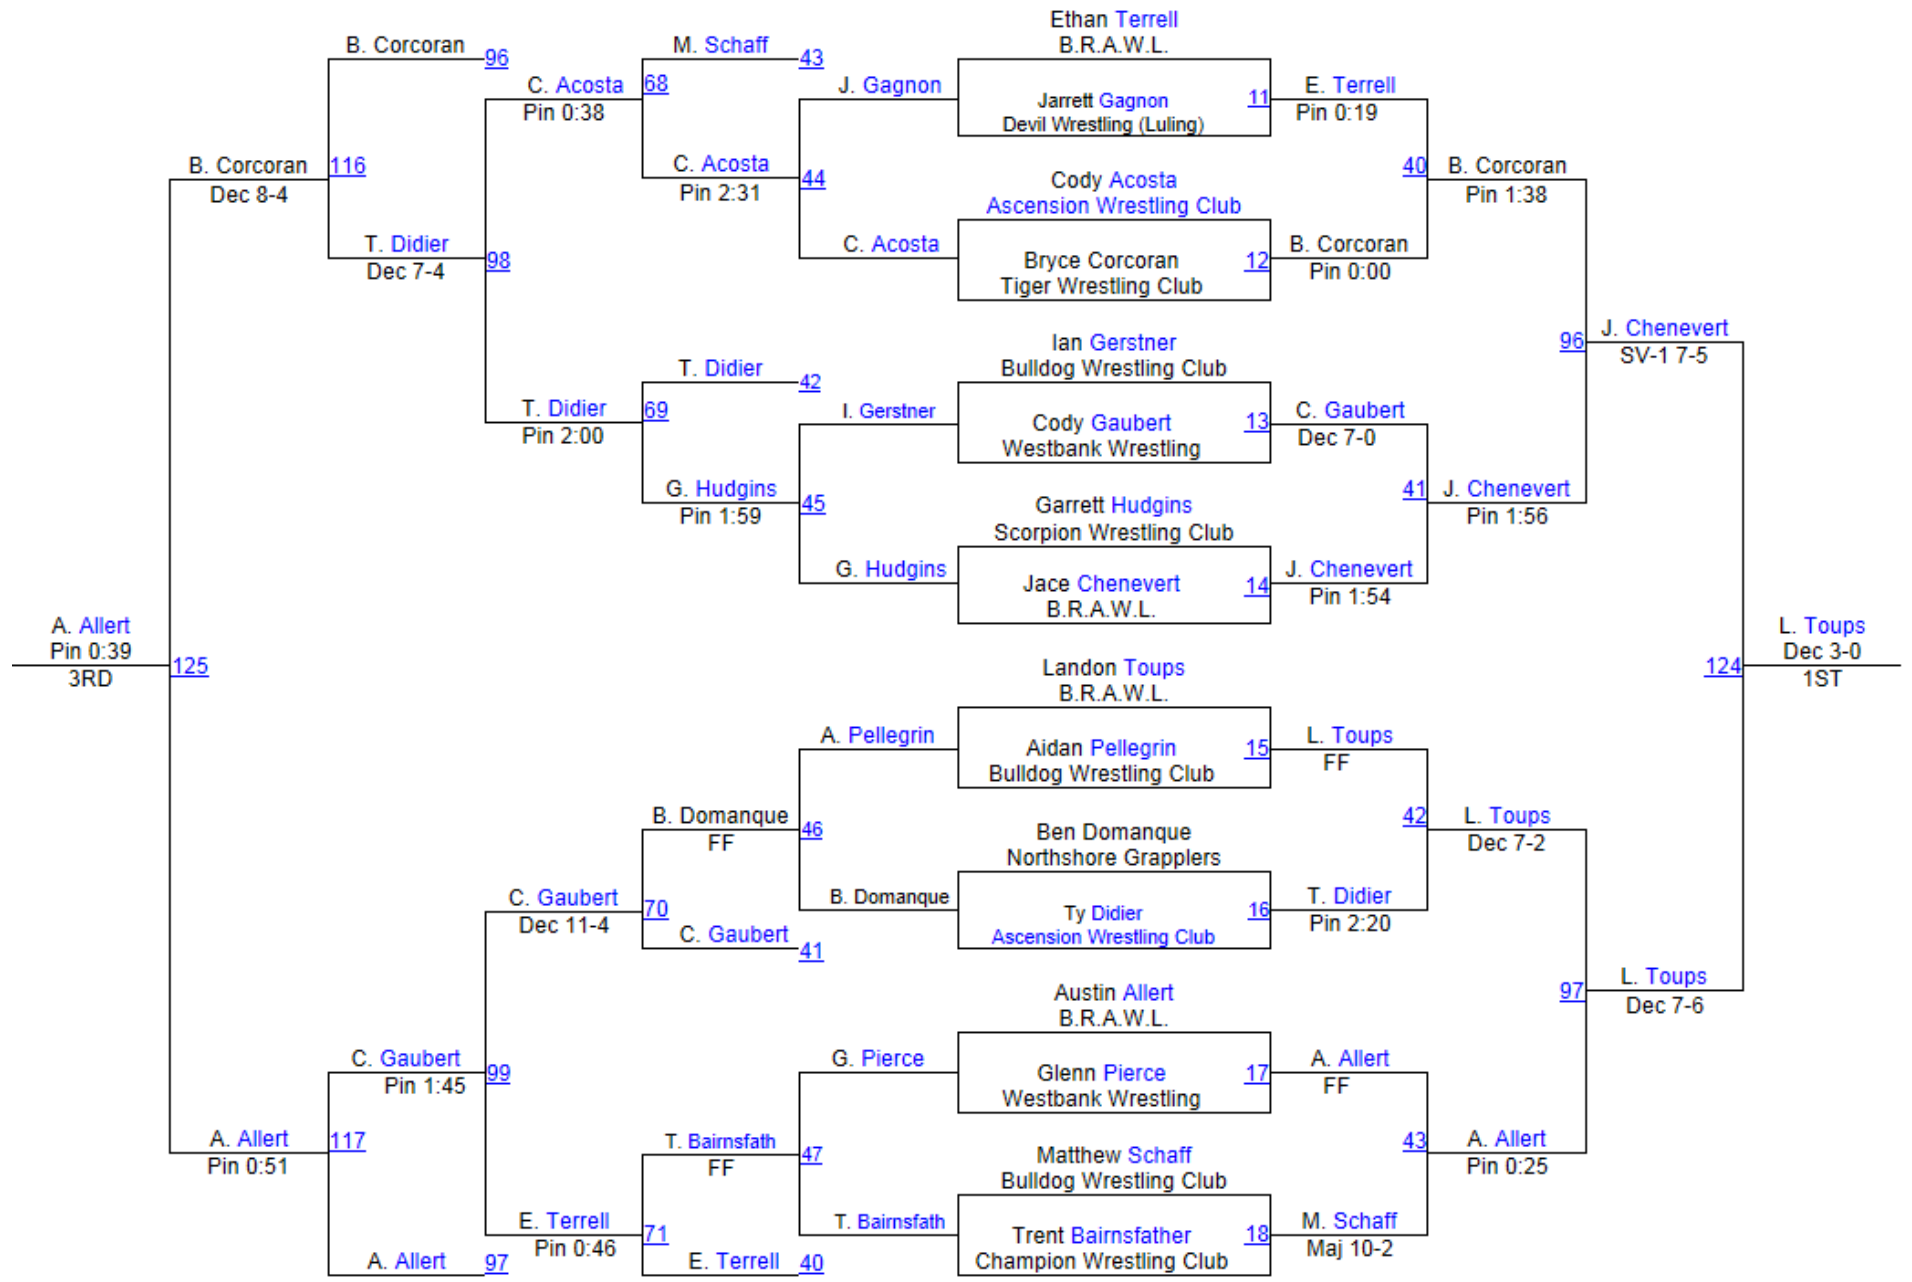 Ethan Terrell
B. Corcoran
96
M. Schaff
43
B.R.A.W.L.
C. Acosta
68
J. Gagnon
Jarrett Gagnon
11
E. Terrell
Pin 0:38
Devil Wrestling (Luling)
Pin 0:19
B. Corcoran
116
C. Acosta
44
Cody Acosta
40
B. Corcoran
Dec 8-4
Pin 2:31
Ascension Wrestling Club
Pin 1:38
T. Didier
98
C. Acosta
Bryce Corcoran
12
B. Corcoran
Dec 7-4
Tiger Wrestling Club
Pin 0:00
Ian Gerstner
96
J. Chenevert
T. Didier
42
Bulldog Wrestling Club
SV-1 7-5
T. Didier
69
I. Gerstner
Cody Gaubert
13
C. Gaubert
Pin 2:00
Westbank Wrestling
Dec 7-0
G. Hudgins
45
Garrett Hudgins
41
J. Chenevert
Pin 1:59
Scorpion Wrestling Club
Pin 1:56
G. Hudgins
Jace Chenevert
14
J. Chenevert
B.R.A.W.L.
Pin 1:54
A. Allert
L. Toups
Pin 0:39
125
Landon Toups
124
Dec 3-0
3RD
B.R.A.W.L.
1ST
A. Pellegrin
Aidan Pellegrin
15
L. Toups
Bulldog Wrestling Club
FF
B. Domanque
46
Ben Domanque
42
L. Toups
FF
Northshore Grapplers
Dec 7-2
C. Gaubert
70
B. Domanque
Ty Didier
16
T. Didier
Dec 11-4
C. Gaubert
41
Ascension Wrestling Club
Pin 2:20
Austin Allert
97
L. Toups
B.R.A.W.L.
Dec 7-6
C. Gaubert
99
G. Pierce
Glenn Pierce
17
A. Allert
Pin 1:45
Westbank Wrestling
FF
A. Allert
117
T. Bairnsfath
47
Matthew Schaff
43
A. Allert
Pin 0:51
FF
Bulldog Wrestling Club
Pin 0:25
E. Terrell
71
T. Bairnsfath
Trent Bairnsfather
18
M. Schaff
Pin 0:46
Champion Wrestling Club
Maj 10-2
A. Allert
97
E. Terrell
40